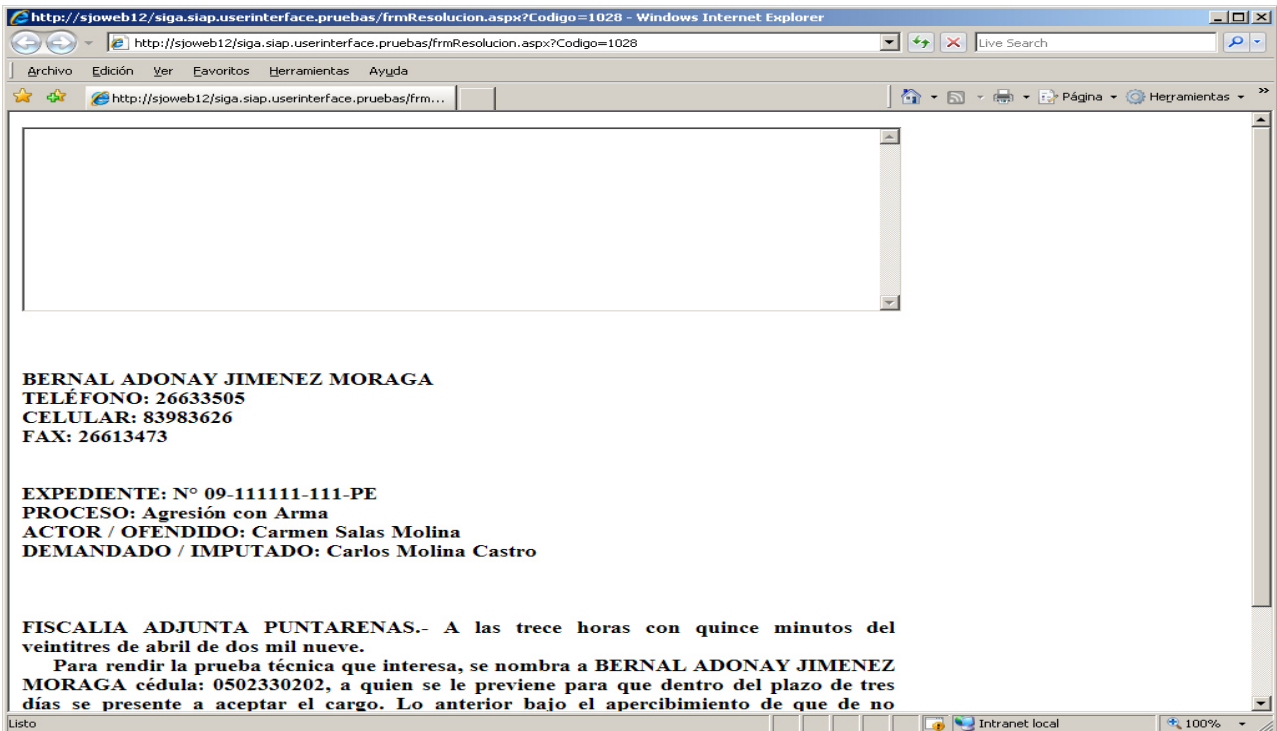 http://sjoweb12/siga.siap.userinterface.pruebas/frmResolucion.aspx?Codigo=1028 - Windows Internet Explorer
http://sjoweb12/siga.siap.userinterface.pruebas/frmResolucion.aspx?Codigo=1028
Live Search
Archivo Edición Ver Favoritos Herramientas Ayuda
http://sjoweb12/siga.siap.userinterface.pruebas/frm...
Página Herramientas
BERNAL ADONAY JIMENEZ MORAGA
TELÉFONO: 26633505
CELULAR: 83983626
FAX: 26613473
EXPEDIENTE: N° 09-111111-111-PE
PROCESO: Agresión con Arma
ACTOR / OFENDIDO: Carmen Salas Molina
DEMANDADO / IMPUTADO: Carlos Molina Castro
FISCALIA ADJUNTA PUNTARENAS.- A las trece horas con quince minutos del
veintitres de abril de dos mil nueve.
Para rendir la prueba técnica que interesa, se nombra a BERNAL ADONAY JIMENEZ
MORAGA cédula: 0502330202, a quien se le previene para que dentro del plazo de tres
días se presente a aceptar el cargo. Lo anterior bajo el apercibimiento de que de no
Listo
Intranet local
100%